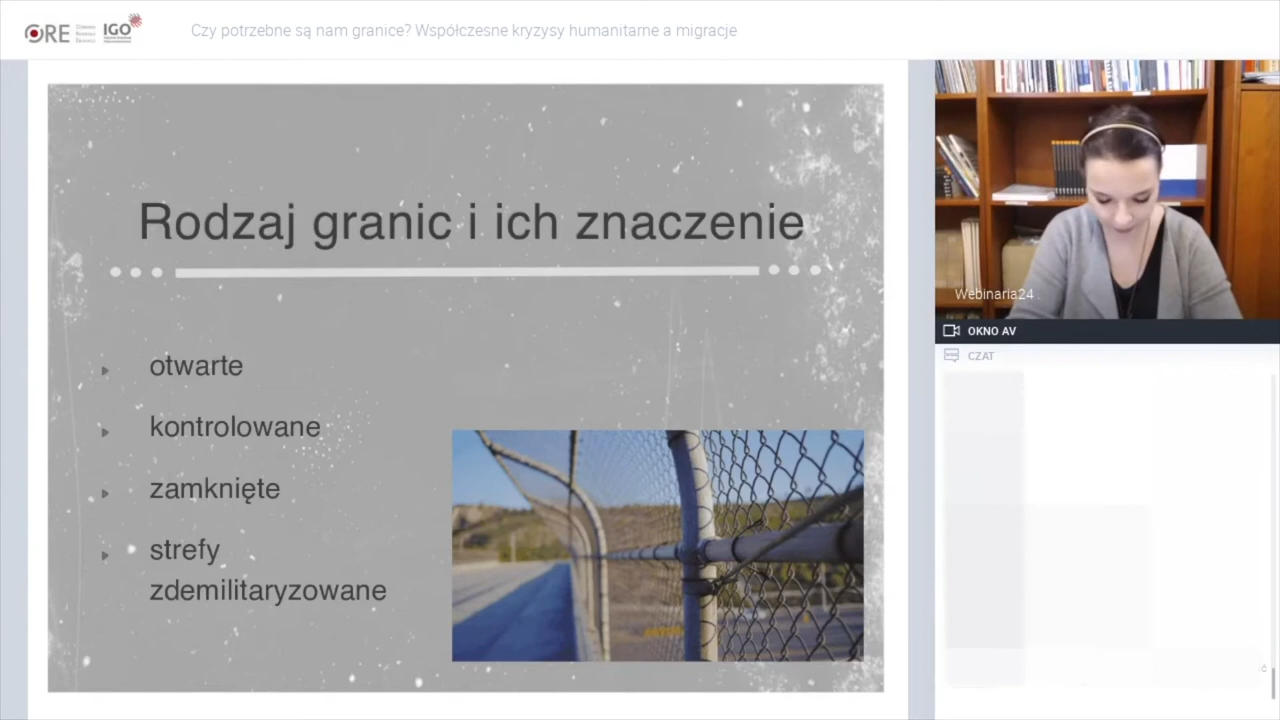 ORE
IGO
Czy potrzebne są nam granice? Współczesne kryzysy humanitarne a migracje
Rodzaj granic i ich znaczenie
otwarte
kontrolowane
zamknięte
strefy
zdemilitaryzowane
Webinaria24 .
OKNO AV
CZAT